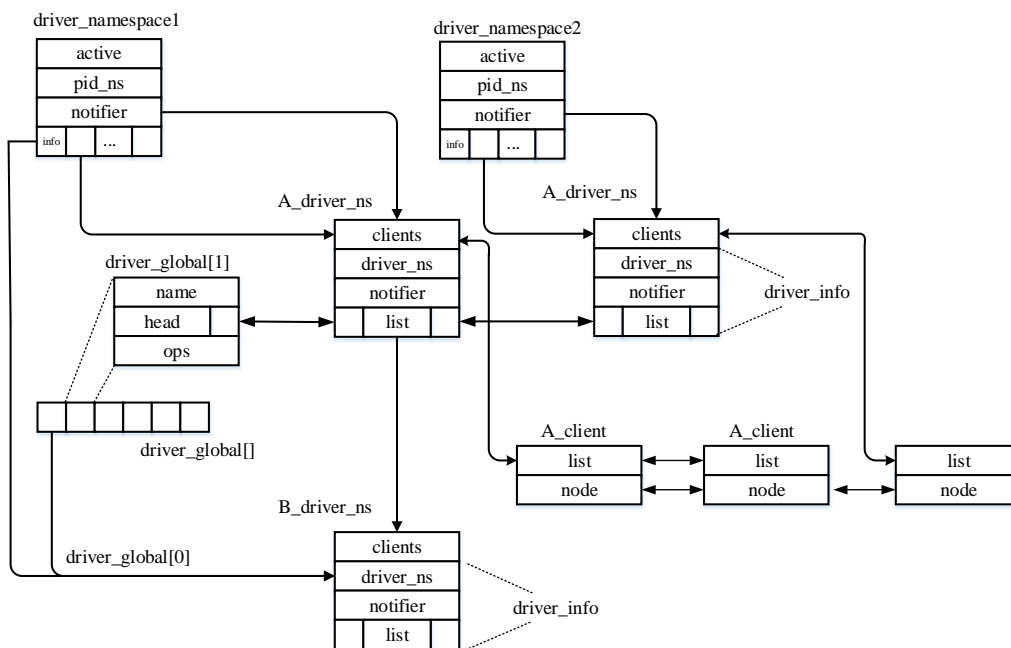 driver_namespace1
active
pid_ns
notifier
info
...
driver_namespace2
active
pid_ns
notifier
info
...
A_driver_ns
clients
driver_ns
notifier
list
A_driver_ns
clients
driver_ns
notifier
list
driver_info
driver_global[1]
name
head
ops
driver_global[]
A_client
list
node
A_client
list
node
list
node
B_driver_ns
driver_global[0]
clients
driver_ns
notifier
list
driver_info